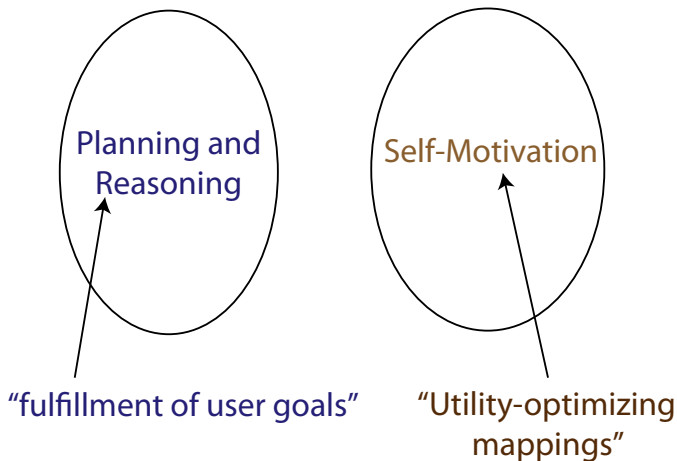 Planning and
Reasoning
Self-Motivation
“fulfillment of user goals”
“Utility-optimizing
mappings”